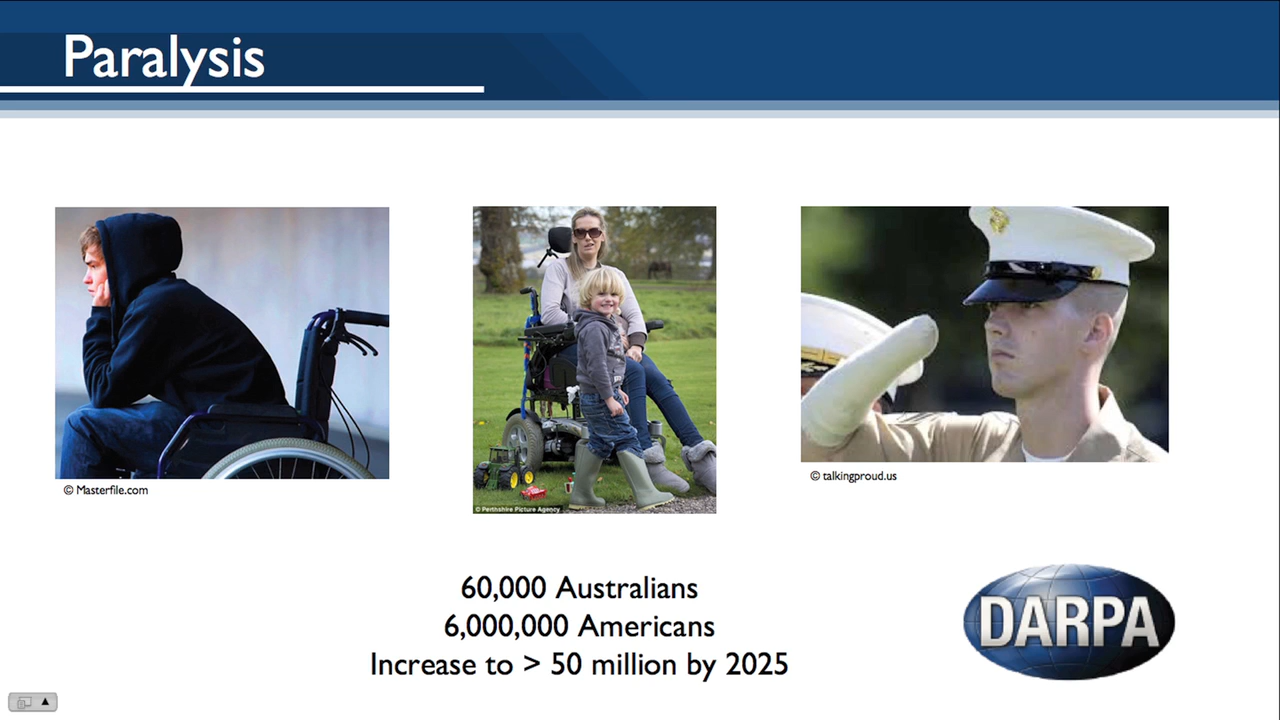 Paralysis
© Masterfile.com
© Perthshire Picture Agency
© talkingproud.us
60,000 Australians
6,000,000 Americans
Increase to > 50 million by 2025
DARPA